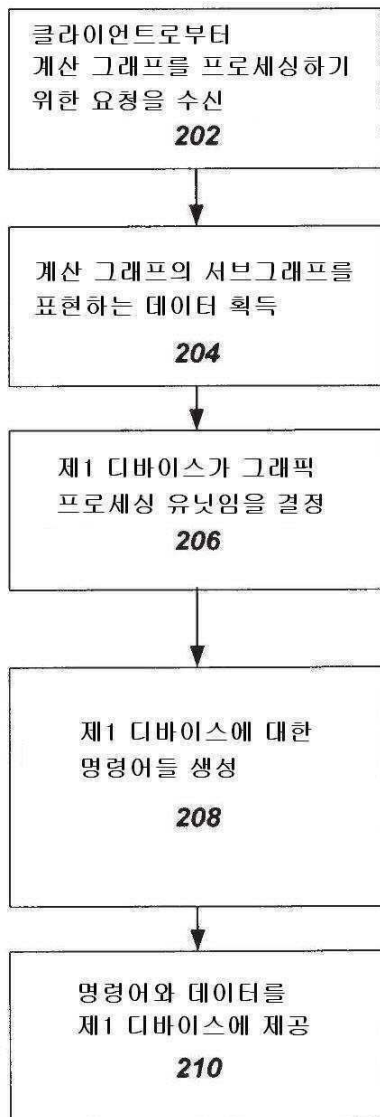 클라이언트로부터
계산 그래프를 프로세싱하기
위한 요청을 수신
202
계산 그래프의 서브그래프를
표현하는 데이터 획득
204
제1 디바이스가 그래픽
프로세싱 유닛임을 결정
206
제1 디바이스에 대한
명령어들 생성
208
명령어와 데이터를
제1 디바이스에 제공
210